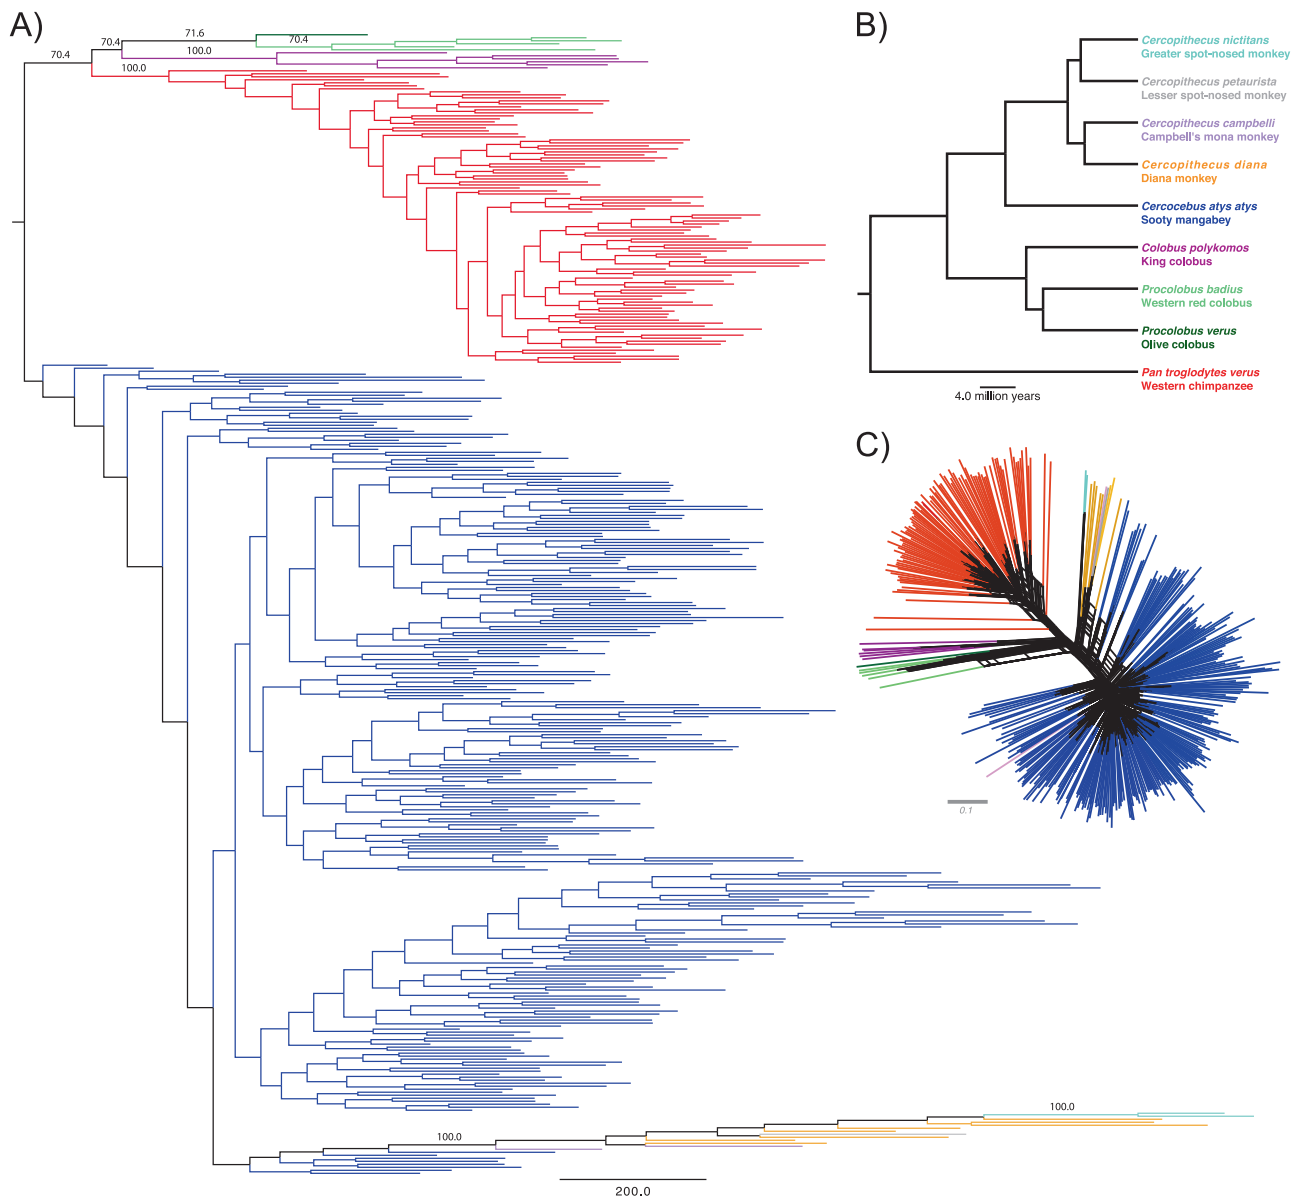 A)
71.6
70.4
70.4
70.4
100.0
100.0
100.0
100.0
200.0
B)
Cercopithecus nictitans
Greater spot-nosed monkey
Cercopithecus petaurista
Lesser spot-nosed monkey
Cercopithecus campbelli
Campbell's mona monkey
Cercopithecus diana
Diana monkey
Cercocebus atys atys
Sooty mangabey
Colobus polykomos
King colobus
Procolobus badius
Western red colobus
Procolobus verus
Olive colobus
Pan troglodytes verus
Western chimpanzee
4.0 million years
C)
0.1